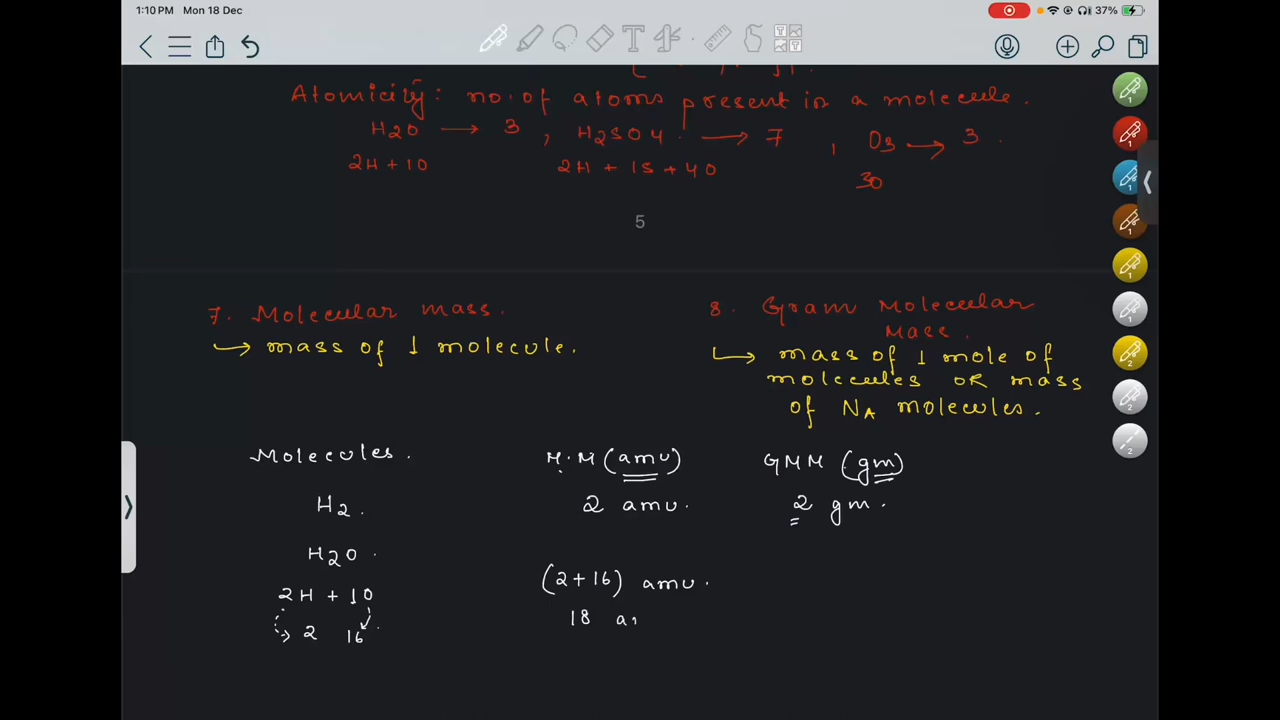 1:10 PM Mon 18 Dec
37%
Atomicity: no. of atoms present in a molecule.
H2O → 3 , H2SO4 → 7 , O3 → 3 .
2H + 1O 2H + 1S + 4O 3O
5
7. Molecular mass.
↳ mass of 1 molecule.
8. Gram Molecular
Mass.
↳ mass of 1 mole of
molecules OR mass
of NA molecules.
Molecules. M.M (amu) GMM (gm)
H2. 2 amu. 2 gm.
H2O.
2H + 1O (2+16) amu.
2 16 18 a